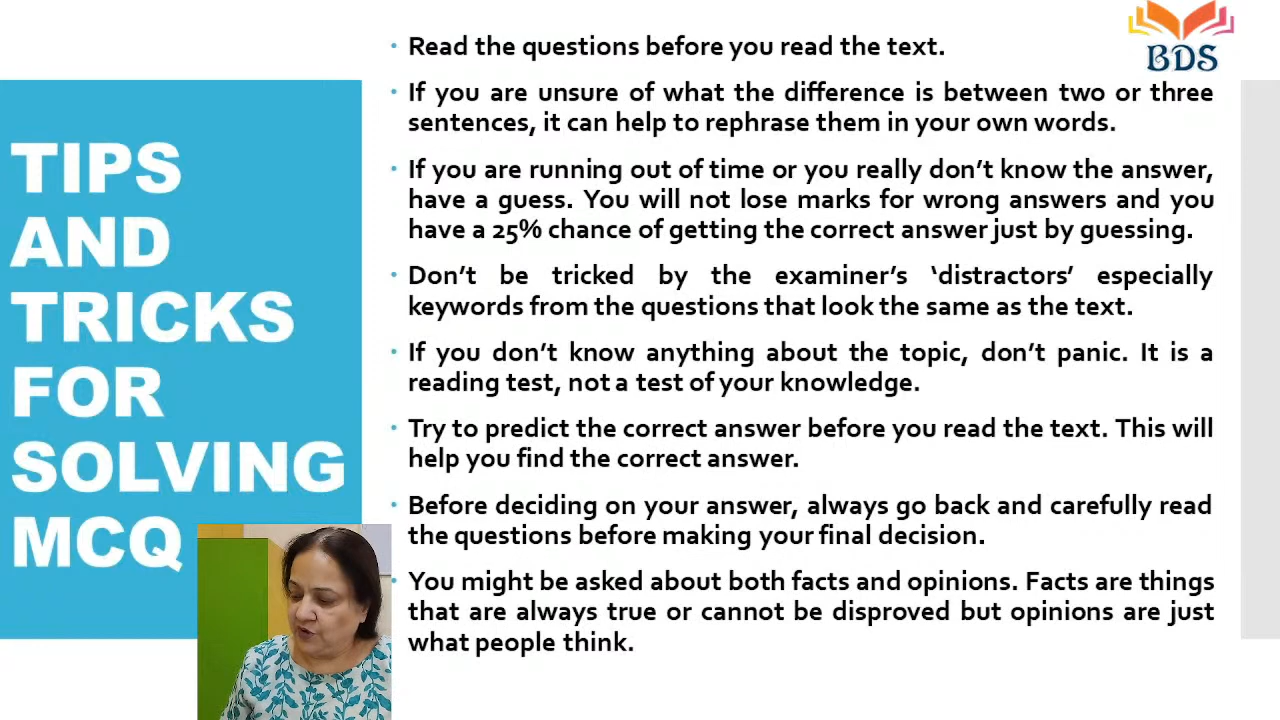 BDS
TIPS
AND
TRICKS
FOR
SOLVING
MCQ
• Read the questions before you read the text.
• If you are unsure of what the difference is between two or three
sentences, it can help to rephrase them in your own words.
• If you are running out of time or you really don’t know the answer,
have a guess. You will not lose marks for wrong answers and you
have a 25% chance of getting the correct answer just by guessing.
• Don’t be tricked by the examiner’s ‘distractors’ especially
keywords from the questions that look the same as the text.
• If you don’t know anything about the topic, don’t panic. It is a
reading test, not a test of your knowledge.
• Try to predict the correct answer before you read the text. This will
help you find the correct answer.
• Before deciding on your answer, always go back and carefully read
the questions before making your final decision.
• You might be asked about both facts and opinions. Facts are things
that are always true or cannot be disproved but opinions are just
what people think.